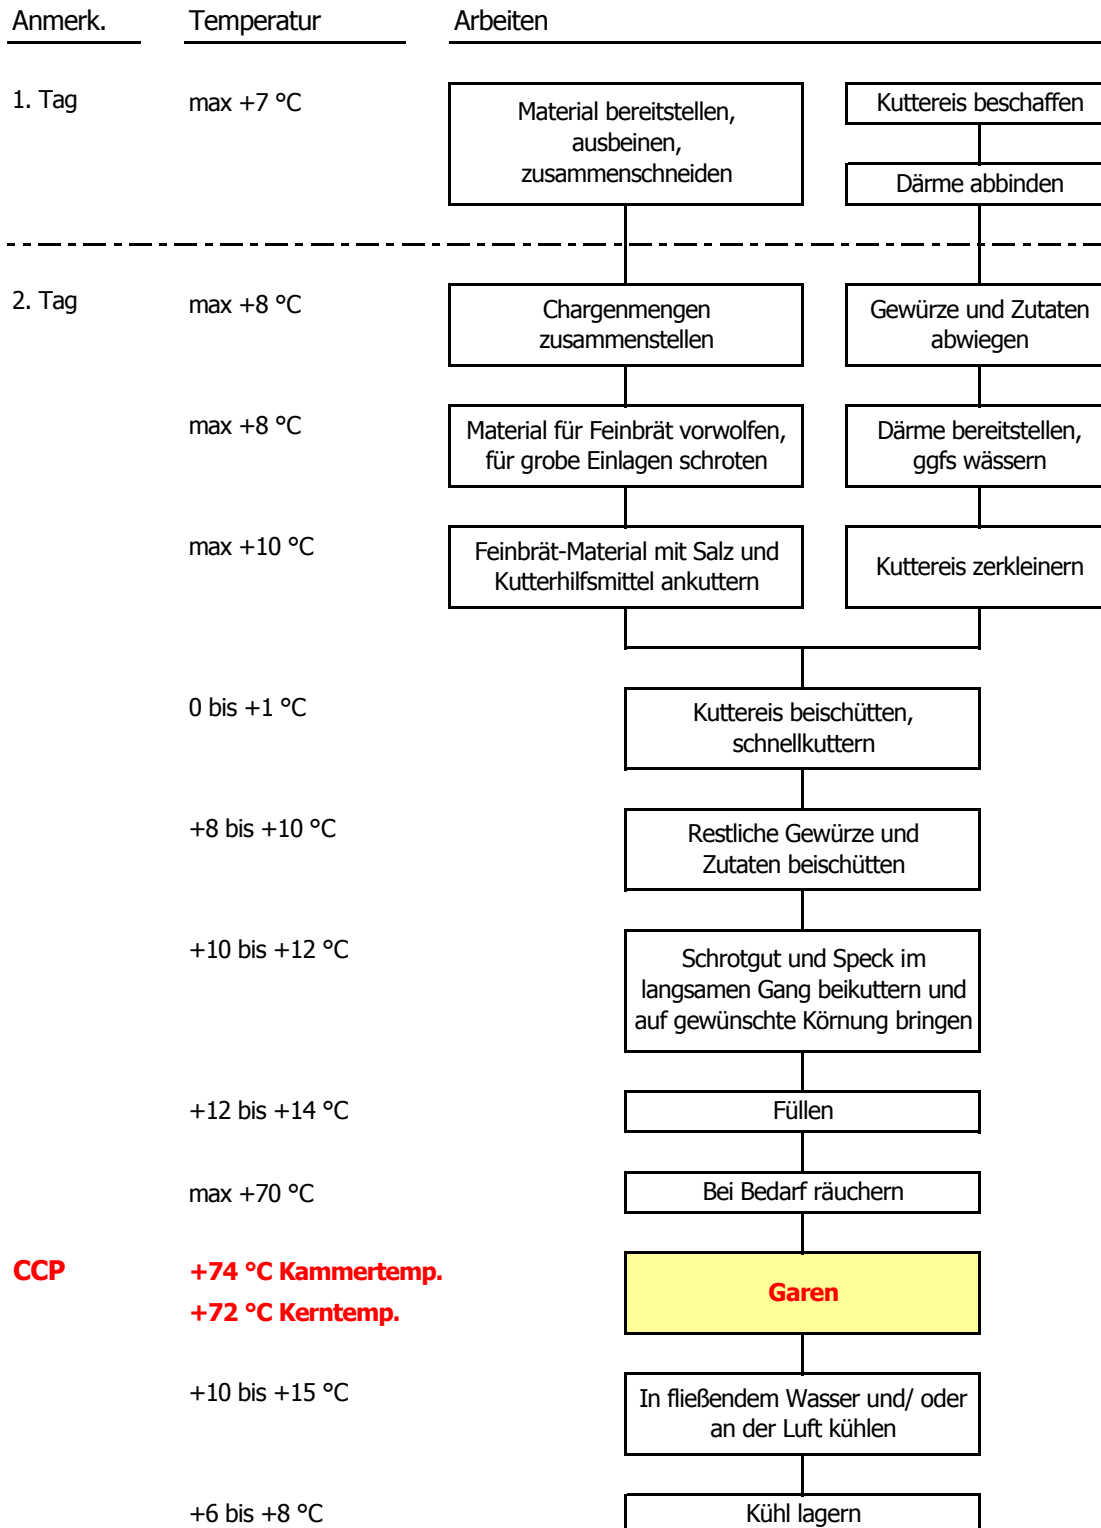 Anmerk. Temperatur Arbeiten
1. Tag max +7 °C
Material bereitstellen,
ausbeinen,
zusammenschneiden
Kuttereis beschaffen
Därme abbinden
2. Tag max +8 °C
Chargenmengen
zusammenstellen
Gewürze und Zutaten
abwiegen
max +8 °C
Material für Feinbrät vorwolfen,
für grobe Einlagen schroten
Därme bereitstellen,
ggfs wässern
max +10 °C
Feinbrät-Material mit Salz und
Kutterhilfsmittel ankuttern
Kuttereis zerkleinern
0 bis +1 °C
Kuttereis beischütten,
schnellkuttern
+8 bis +10 °C
Restliche Gewürze und
Zutaten beischütten
+10 bis +12 °C
Schrotgut und Speck im
langsamen Gang beikuttern und
auf gewünschte Körnung bringen
+12 bis +14 °C
Füllen
max +70 °C
Bei Bedarf räuchern
CCP +74 °C Kammertemp.
+72 °C Kerntemp.
Garen
+10 bis +15 °C
In fließendem Wasser und/ oder
an der Luft kühlen
+6 bis +8 °C
Kühl lagern